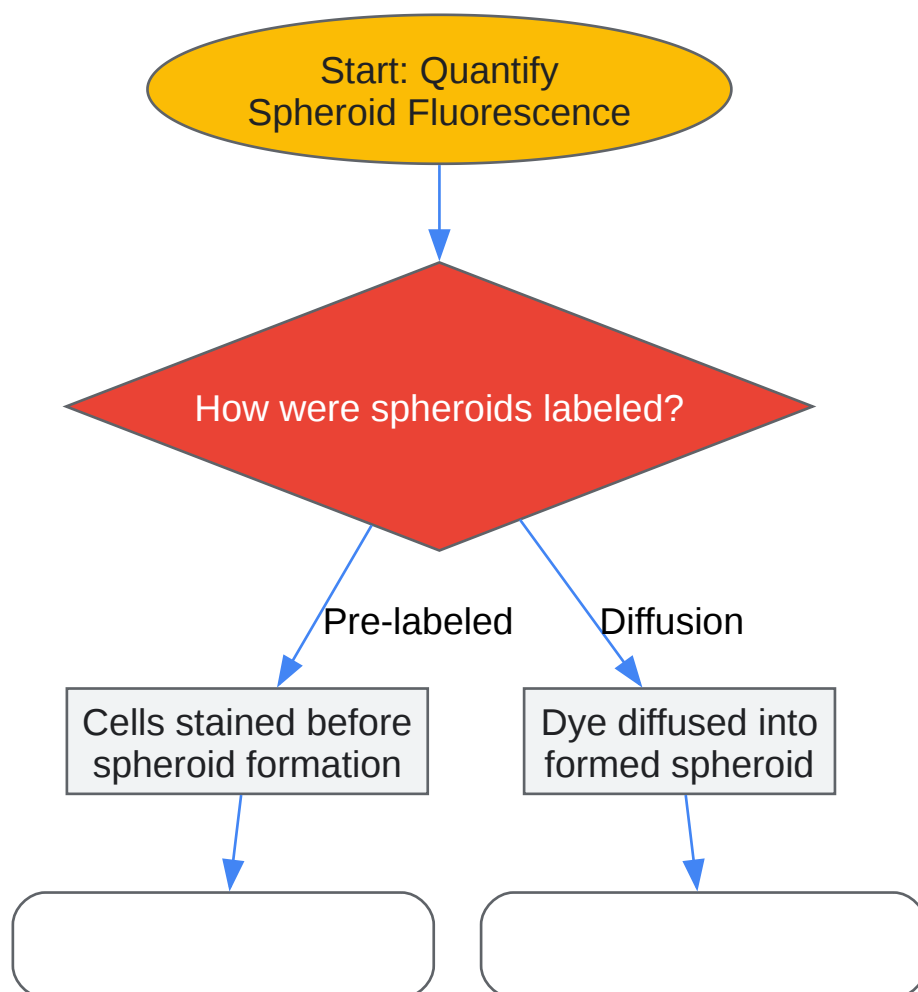 Start: Quantify
Spheroid Fluorescence
How were spheroids labeled?
Pre-labeled
Diffusion
Cells stained before
spheroid formation
Dye diffused into
formed spheroid